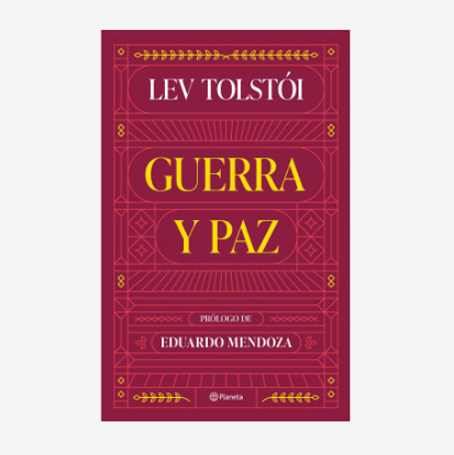 LEV TOLSTÓI
GUERRA
Y PAZ
PRÓLOGO DE
EDUARDO MENDOZA
Planeta